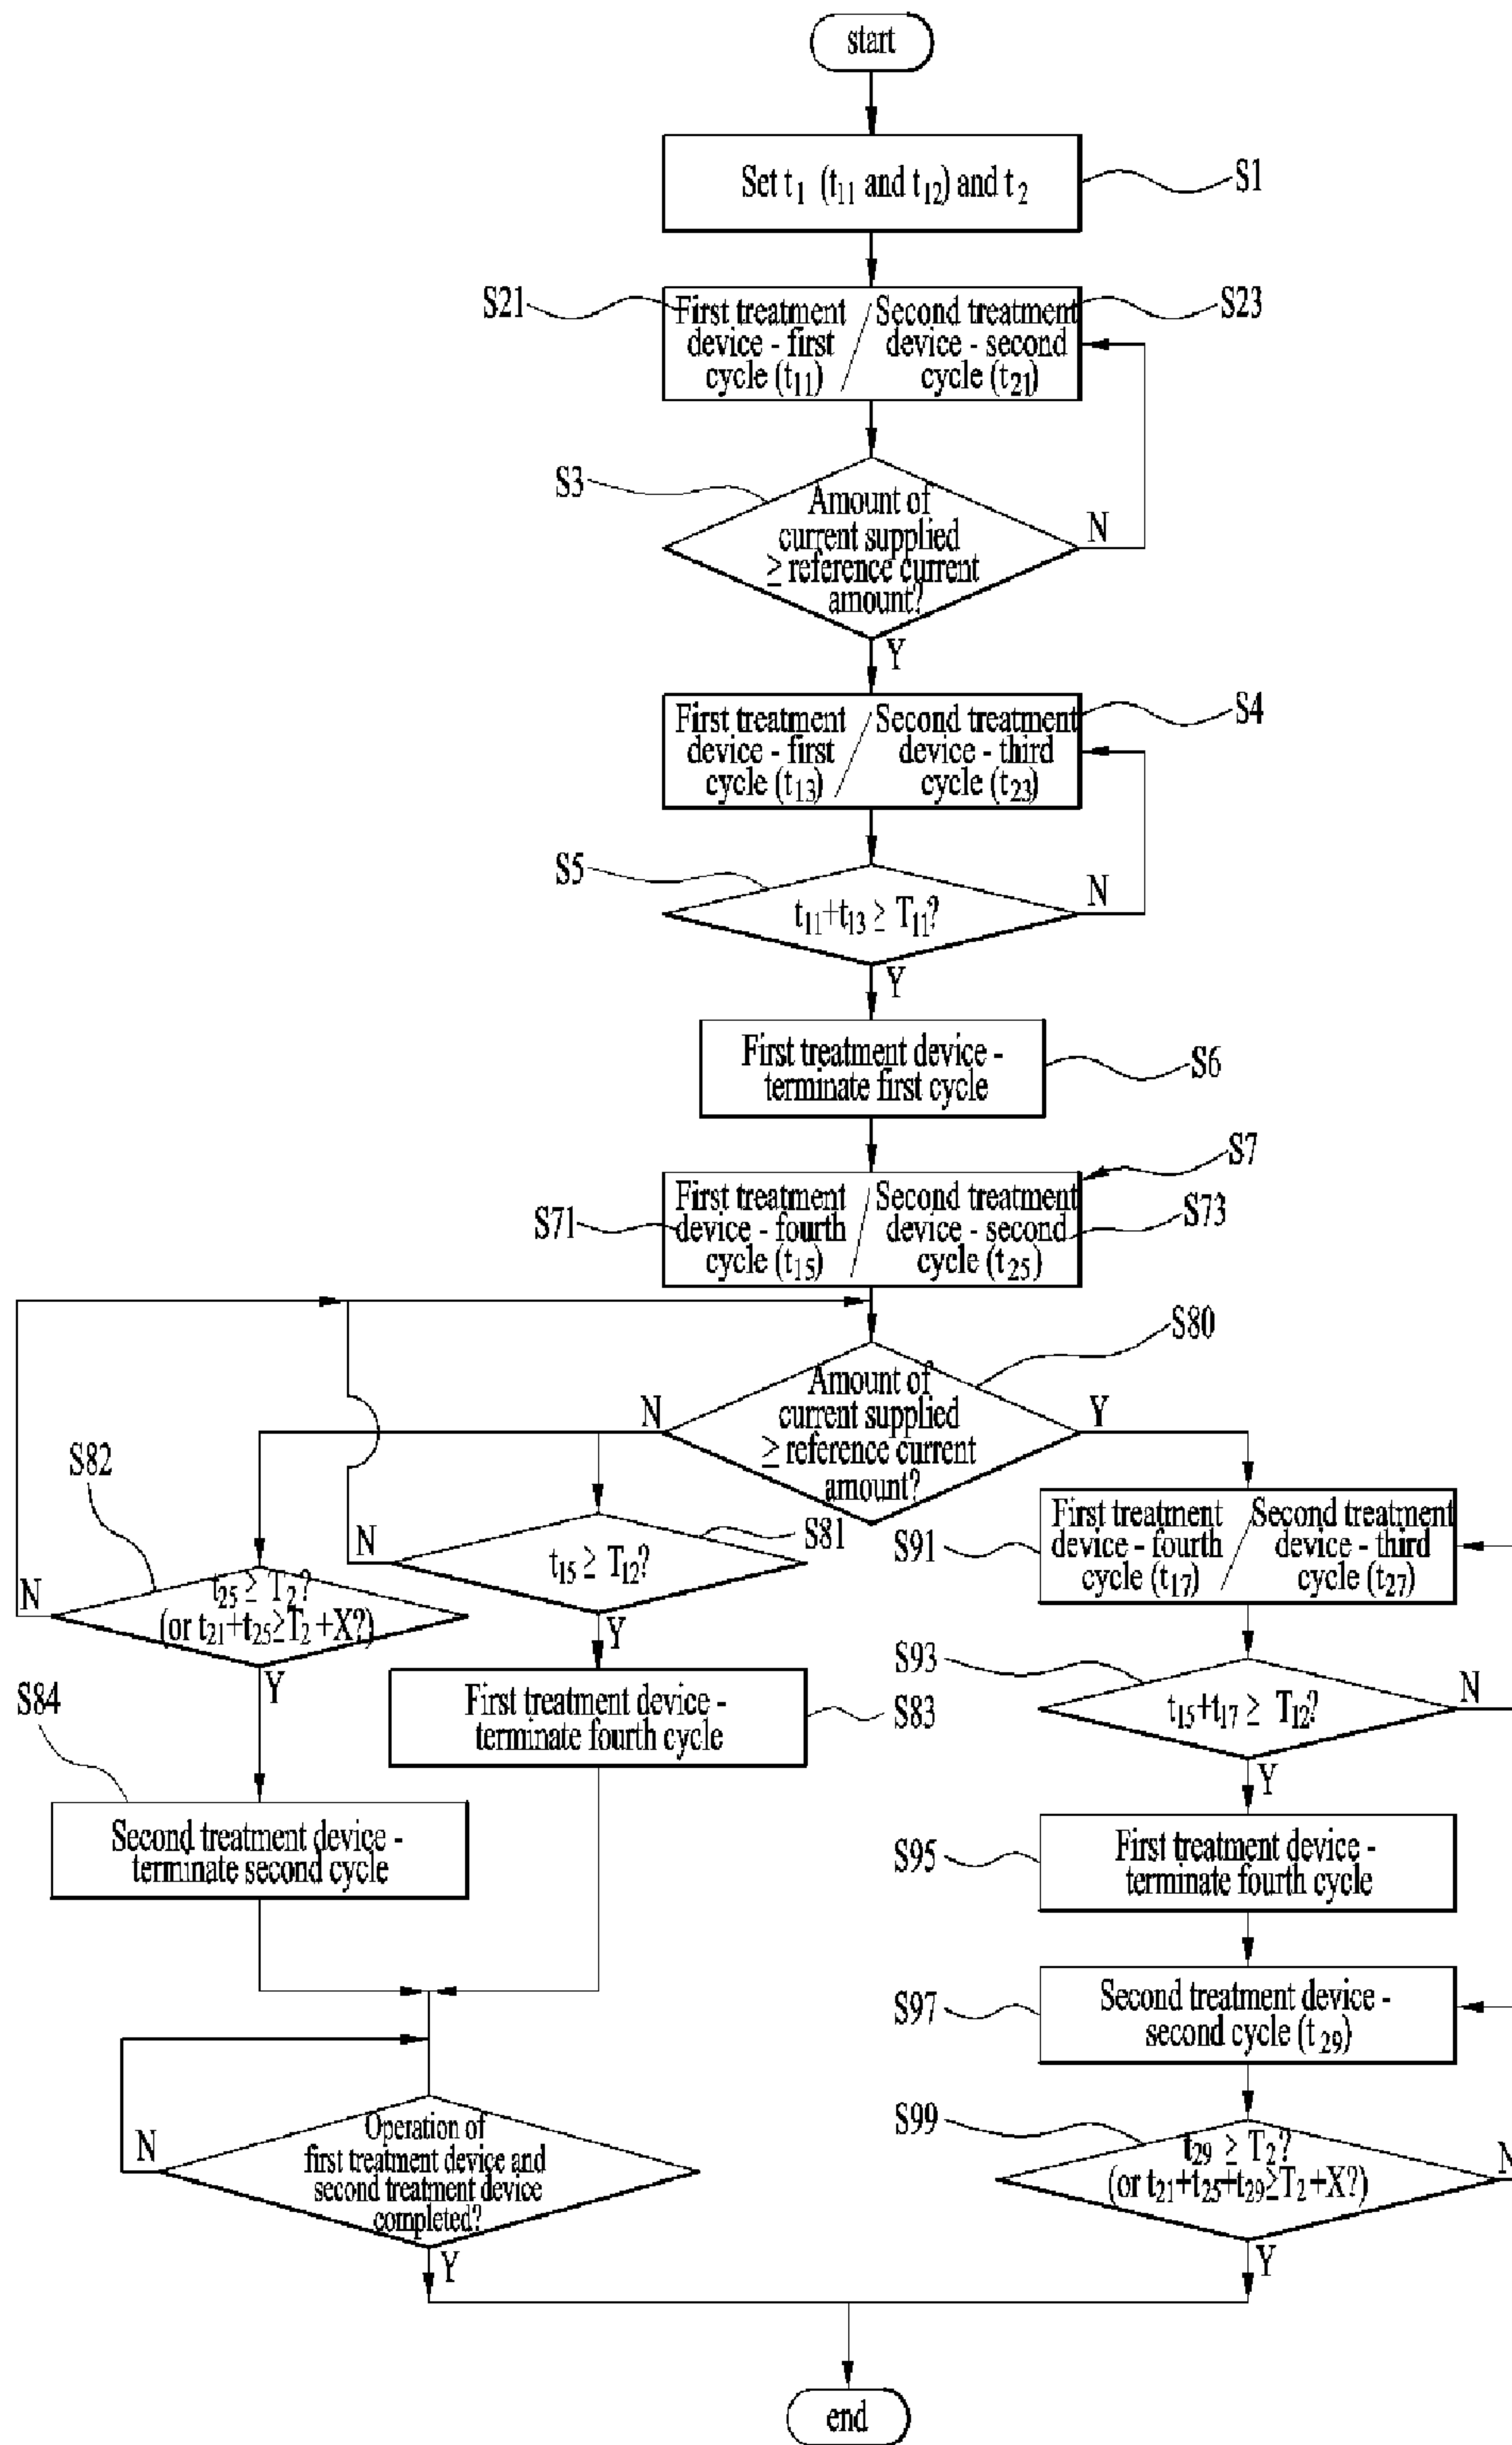 start
Set t₁ (t₁₁ and t₁₂) and t₂
S1
S21
First treatment
device - first
cycle (t₁₁)
/
Second treatment
device - second
cycle (t₂₁)
S23
S3
Amount of
current supplied
≥ reference current
amount?
N
Y
First treatment
device - first
cycle (t₁₃)
/
Second treatment
device - third
cycle (t₂₃)
S4
S5
t₁₁+t₁₃ ≥ T₁₁?
N
Y
First treatment device -
terminate first cycle
S6
S7
S71
First treatment
device - fourth
cycle (t₁₅)
/
Second treatment
device - second
cycle (t₂₅)
S73
S80
Amount of
current supplied
≥ reference current
amount?
N
Y
S82
t₂₅ ≥ T₂?
(or t₂₁+t₂₅≥T₂+X?)
N
Y
S81
t₁₅ ≥ T₁₂?
N
Y
S91
First treatment
device - fourth
cycle (t₁₇)
/
Second treatment
device - third
cycle (t₂₇)
S84
Second treatment device -
terminate second cycle
First treatment device -
terminate fourth cycle
S83
S93
t₁₅+t₁₇ ≥ T₁₂?
N
Y
S95
First treatment device -
terminate fourth cycle
S97
Second treatment device -
second cycle (t₂₉)
Operation of
first treatment device and
second treatment device
completed?
N
Y
S99
t₂₉ ≥ T₂?
(or t₂₁+t₂₅+t₂₉≥T₂+X?)
N
Y
end